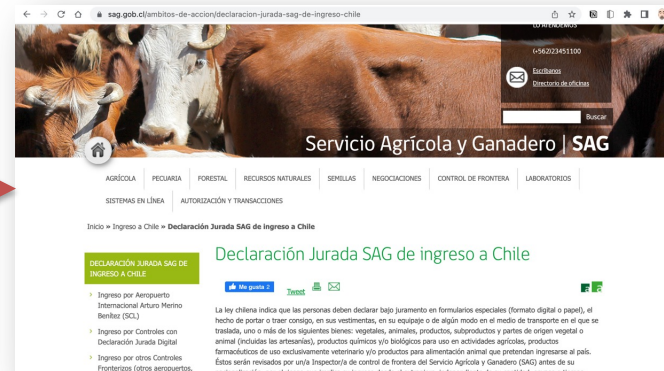 sag.gob.cl/ambitos-de-accion/declaracion-jurada-sag-de-ingreso-chile
LO ATENDEMOS
(+562)23451100
Escríbanos
Directorio de oficinas
Buscar
Servicio Agrícola y Ganadero | SAG
AGRÍCOLA PECUARIA FORESTAL RECURSOS NATURALES SEMILLAS NEGOCIACIONES CONTROL DE FRONTERA LABORATORIOS
SISTEMAS EN LÍNEA AUTORIZACIÓN Y TRANSACCIONES
Inicio » Ingreso a Chile » Declaración Jurada SAG de ingreso a Chile
DECLARACIÓN JURADA SAG DE
INGRESO A CHILE
Ingreso por Aeropuerto
Internacional Arturo Merino
Benítez (SCL)
Ingreso por Controles con
Declaración Jurada Digital
Ingreso por otros Controles
Fronterizos (otros aeropuertos,
Declaración Jurada SAG de ingreso a Chile
Me gusta 2 Tweet
a a
La ley chilena indica que las personas deben declarar bajo juramento en formularios especiales (formato digital o papel), el
hecho de portar o traer consigo, en sus vestimentas, en su equipaje o de algún modo en el medio de transporte en el que se
traslada, uno o más de los siguientes bienes: vegetales, animales, productos, subproductos y partes de origen vegetal o
animal (incluidas las artesanías), productos químicos y/o biológicos para uso en actividades agrícolas, productos
farmacéuticos de uso exclusivamente veterinario y/o productos para alimentación animal que pretendan ingresarse al país.
Éstos serán revisados por un/a Inspector/a de control de frontera del Servicio Agrícola y Ganadero (SAG) antes de su